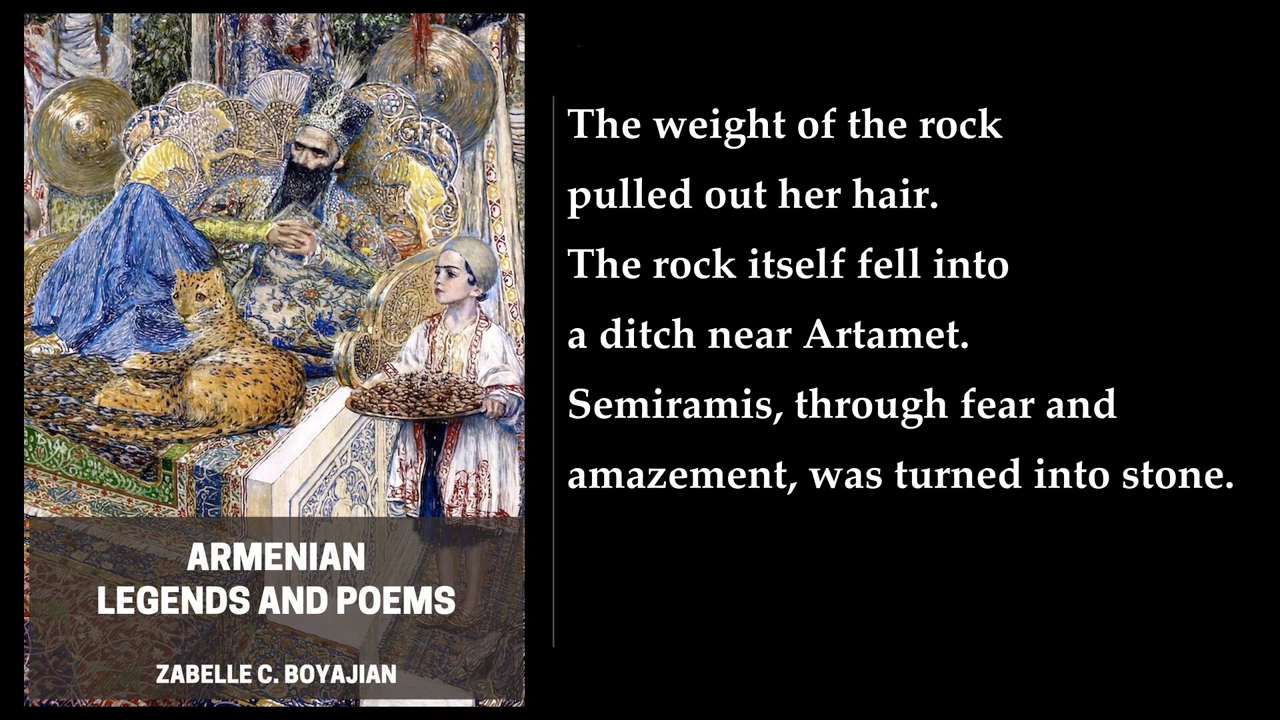 ARMENIAN
LEGENDS AND POEMS
ZABELLE C. BOYAJIAN
The weight of the rock
pulled out her hair.
The rock itself fell into
a ditch near Artamet.
Semiramis, through fear and
amazement, was turned into stone.